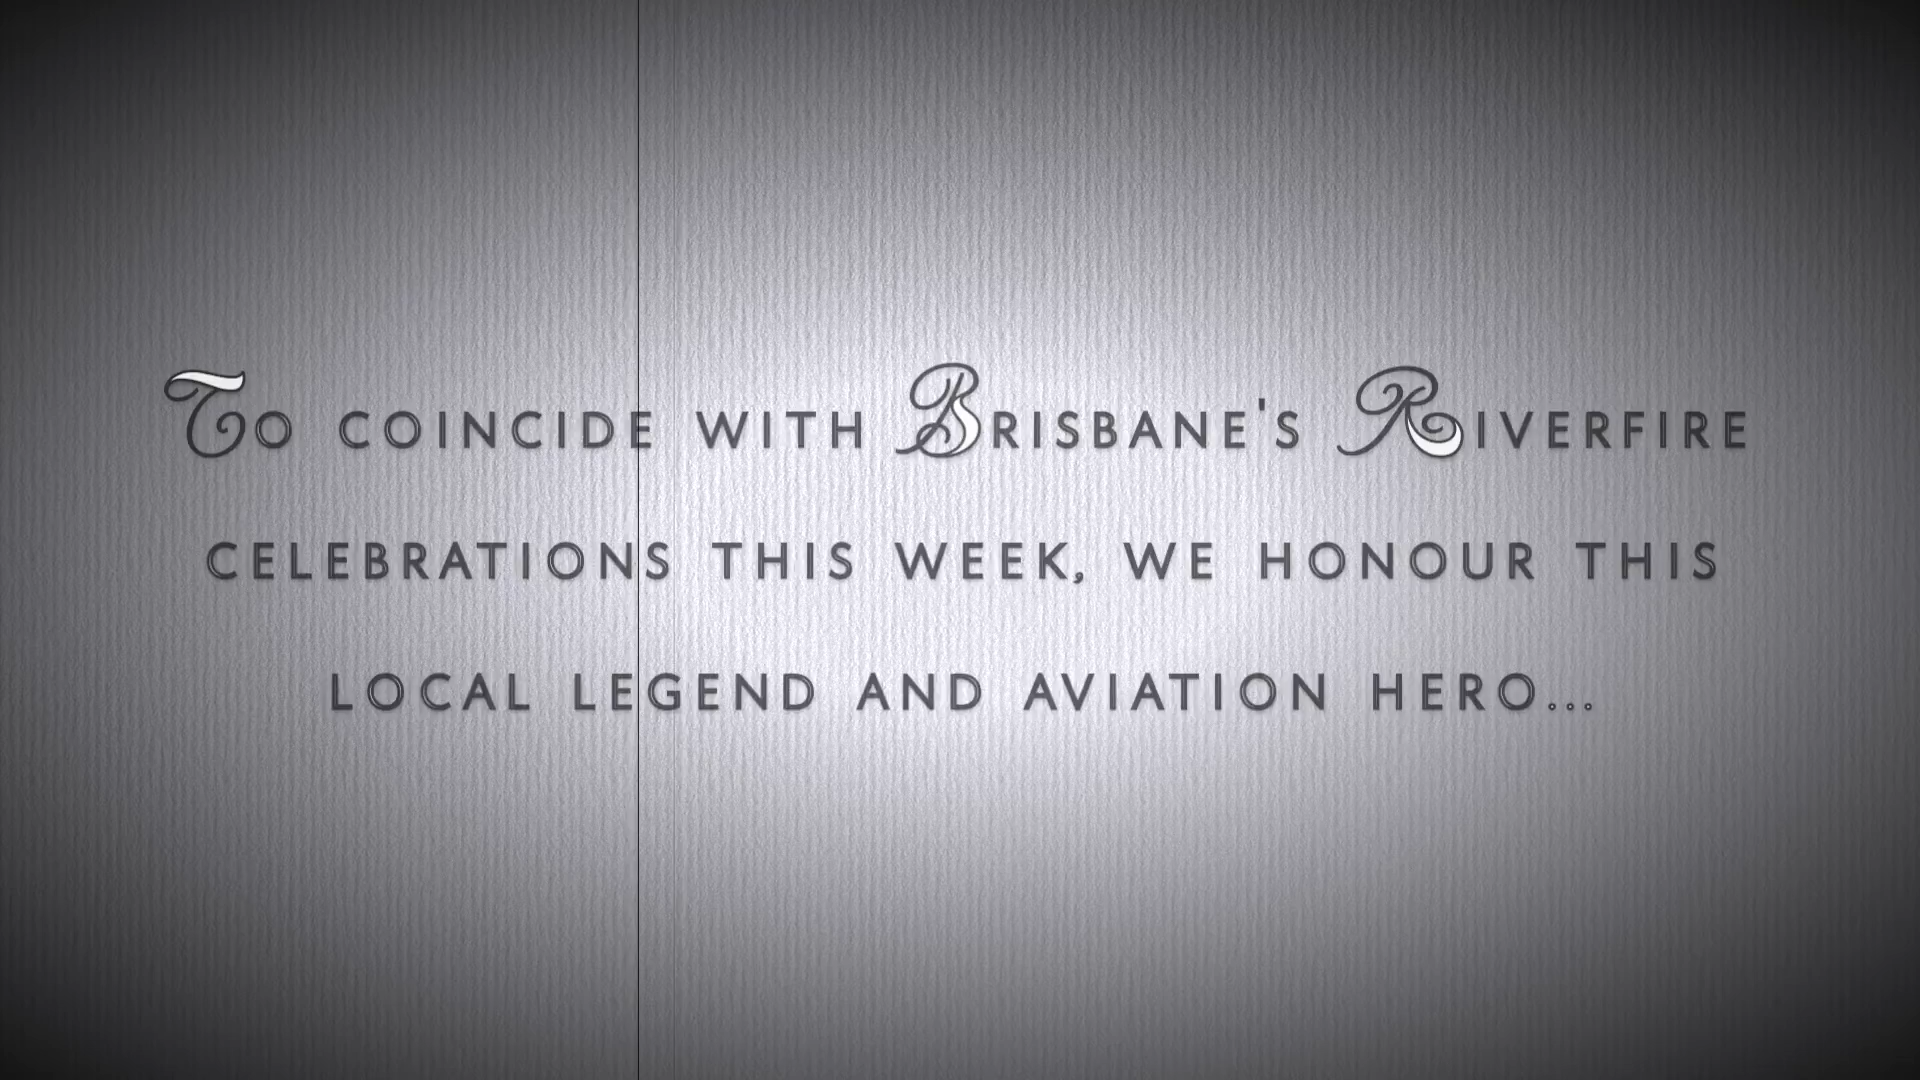 To coincide with Brisbane's Riverfire
celebrations this week, we honour this
local legend and aviation hero...